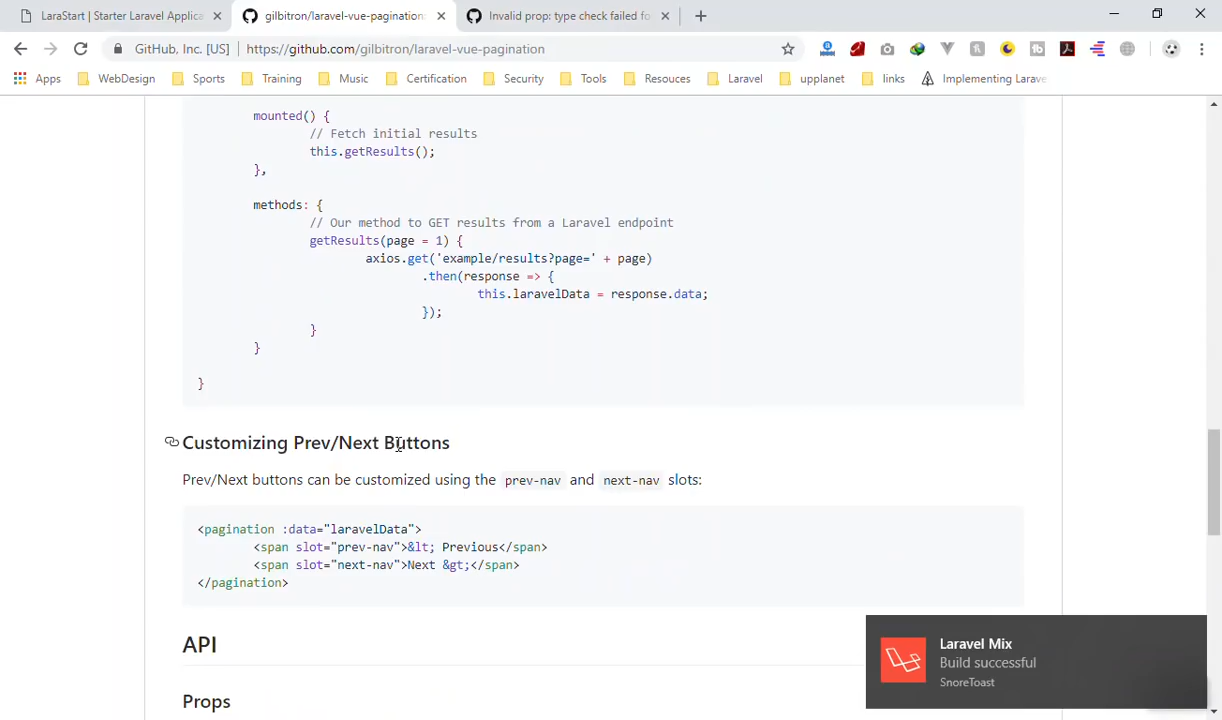 LaraStart | Starter Laravel Applica
gilbitron/laravel-vue-pagination:
Invalid prop: type check failed fo
GitHub, Inc. [US]
https://github.com/gilbitron/laravel-vue-pagination
Apps
WebDesign
Sports
Training
Music
Certification
Security
Tools
Resouces
Laravel
upplanet
links
Implementing Larave
mounted() {
// Fetch initial results
this.getResults();
},
methods: {
// Our method to GET results from a Laravel endpoint
getResults(page = 1) {
axios.get('example/results?page=' + page)
.then(response => {
this.laravelData = response.data;
});
}
}
}
Customizing Prev/Next Buttons
Prev/Next buttons can be customized using the prev-nav and next-nav slots:
<pagination :data="laravelData">
<span slot="prev-nav">&lt; Previous</span>
<span slot="next-nav">Next &gt;</span>
</pagination>
API
Props
Laravel Mix
Build successful
SnoreToast